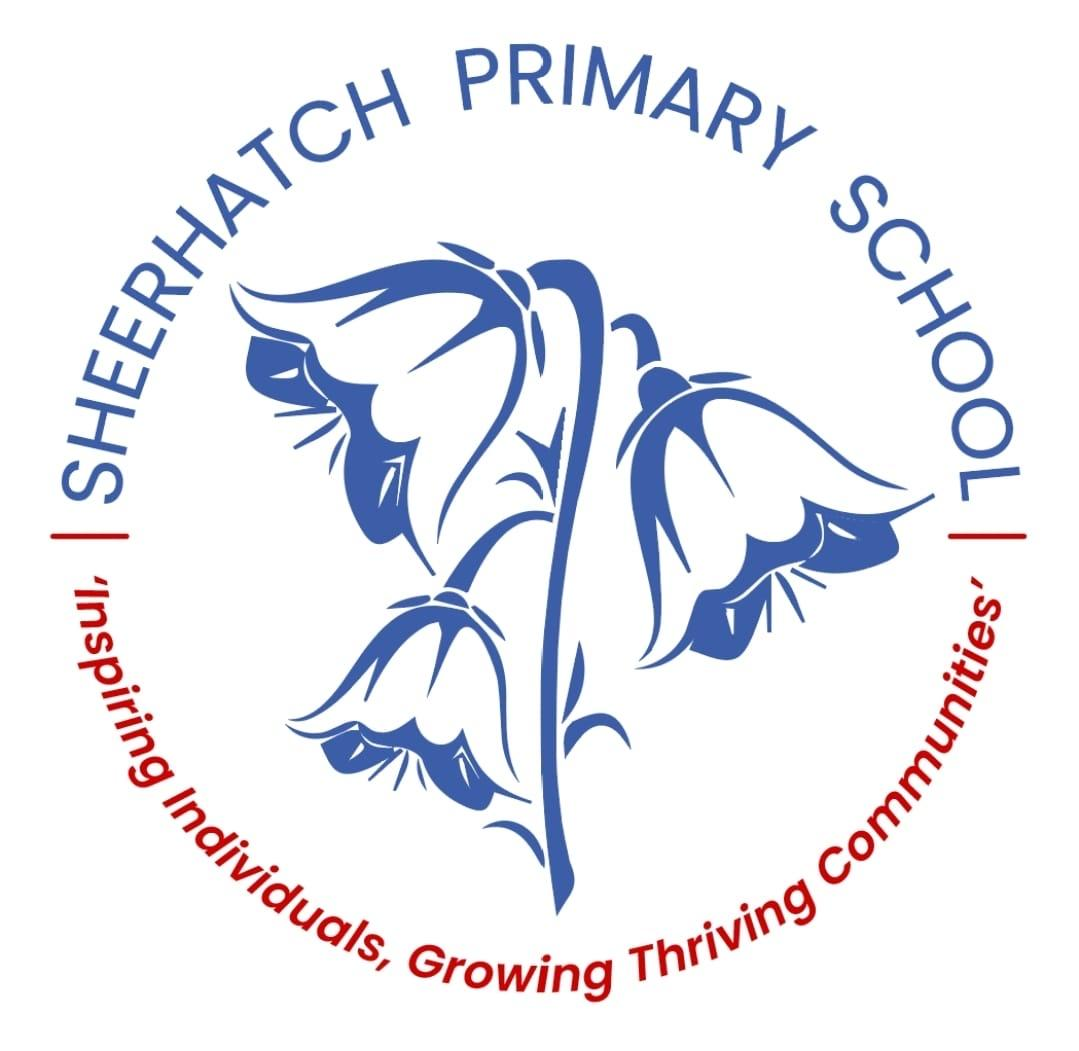 SHEERHATCH PRIMARY SCHOOL
'Inspiring Individuals, Growing Thriving Communities'